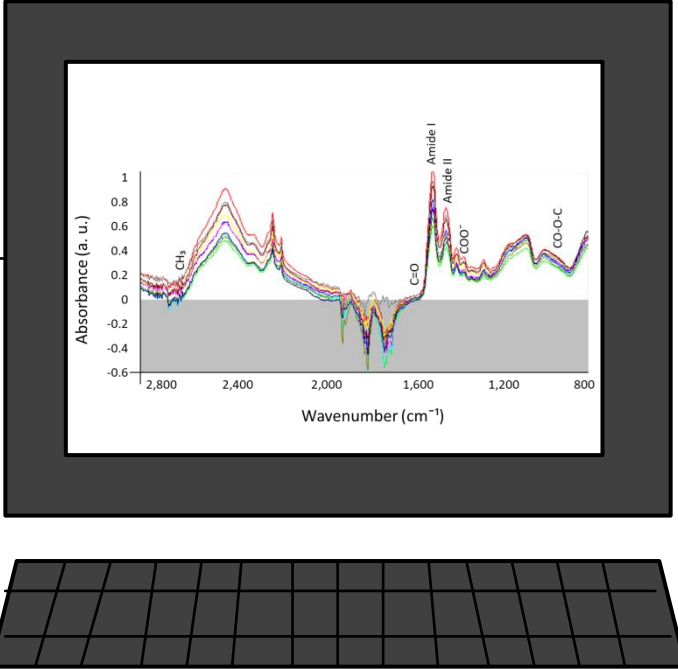 Amide I
Amide II
COO⁻
CH₃
C=O
CO-O-C
Absorbance (a. u.)
1
0.8
0.6
0.4
0.2
0
-0.2
-0.4
-0.6
2,800 2,400 2,000 1,600 1,200 800
Wavenumber (cm⁻¹)